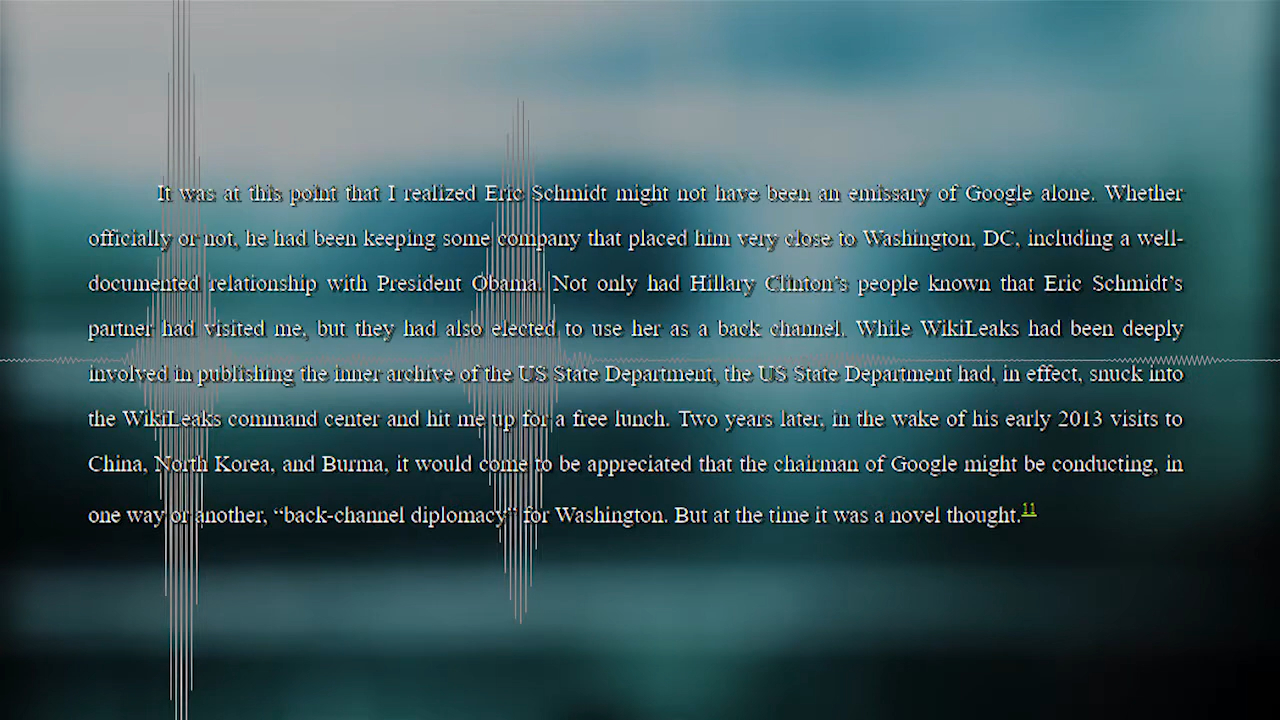 It was at this point that I realized Eric Schmidt might not have been an emissary of Google alone. Whether
officially or not, he had been keeping some company that placed him very close to Washington, DC, including a well-
documented relationship with President Obama. Not only had Hillary Clinton’s people known that Eric Schmidt’s
partner had visited me, but they had also elected to use her as a back channel. While WikiLeaks had been deeply
involved in publishing the inner archive of the US State Department, the US State Department had, in effect, snuck into
the WikiLeaks command center and hit me up for a free lunch. Two years later, in the wake of his early 2013 visits to
China, North Korea, and Burma, it would come to be appreciated that the chairman of Google might be conducting, in
one way or another, “back-channel diplomacy” for Washington. But at the time it was a novel thought.11